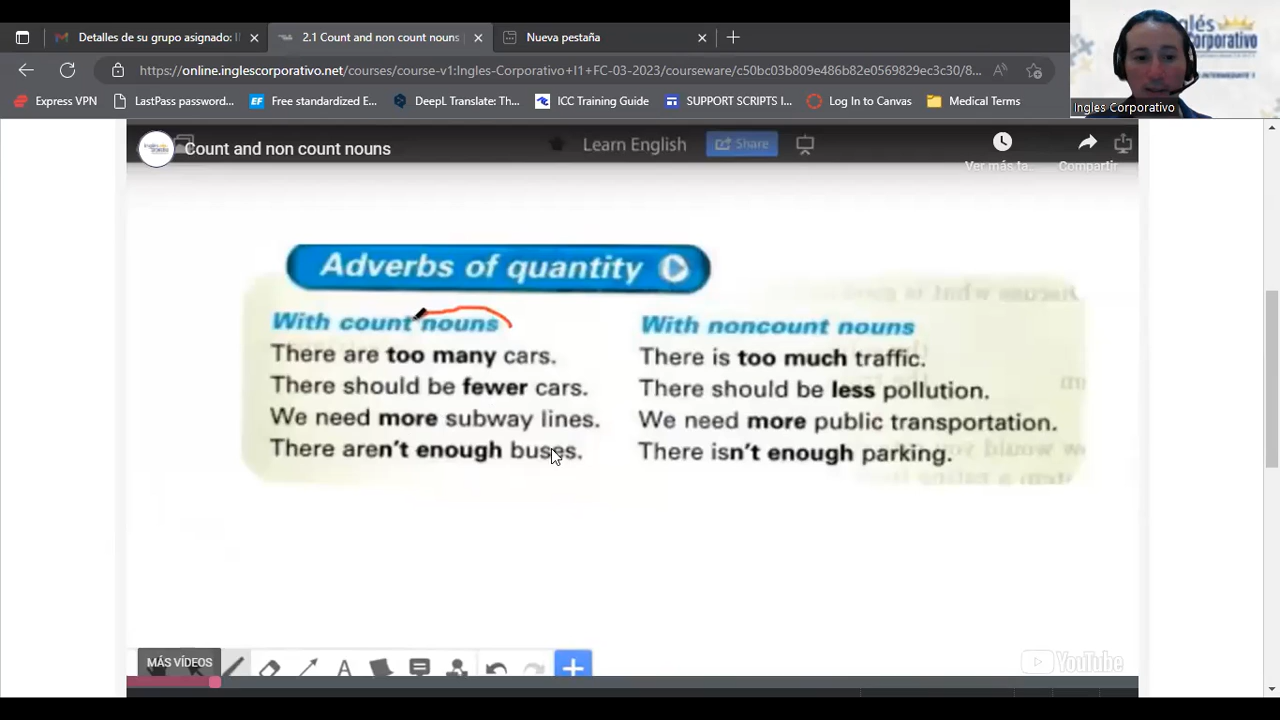 Detalles de su grupo asignado: I
2.1 Count and non count nouns
Nueva pestaña
https://online.inglescorporativo.net/courses/course-v1:Ingles-Corporativo+I1+FC-03-2023/courseware/c50bc03b809e486b82e0569829ec3c30/8...
Express VPN
LastPass password...
Free standardized E...
DeepL Translate: Th...
ICC Training Guide
SUPPORT SCRIPTS I...
Log In to Canvas
Medical Terms
Ingles Corporativo
Count and non count nouns
Learn English
Share
Ver más ta...
Compartir
Adverbs of quantity
With count nouns
There are too many cars.
There should be fewer cars.
We need more subway lines.
There aren't enough buses.
With noncount nouns
There is too much traffic.
There should be less pollution.
We need more public transportation.
There isn't enough parking.
MÁS VÍDEOS
YouTube